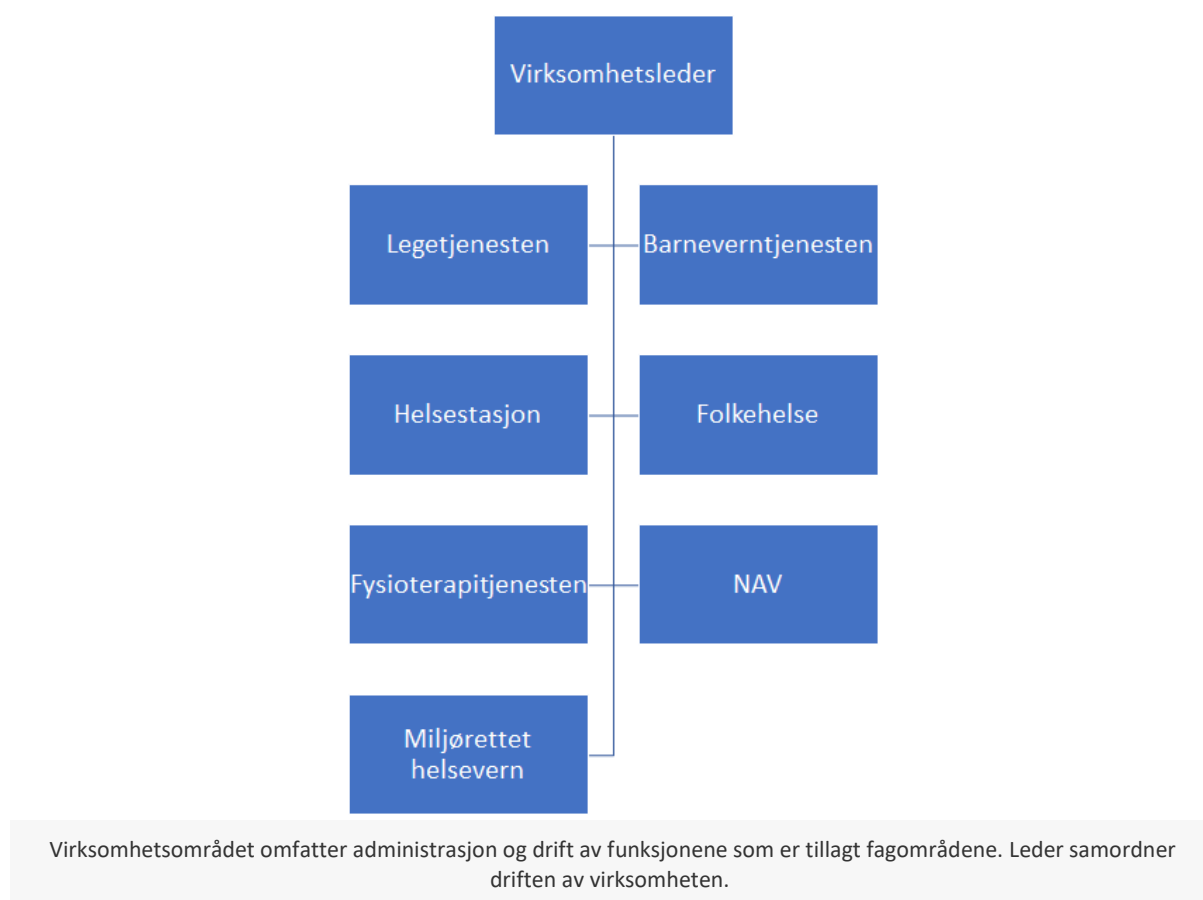 Virksomhetsleder
Legetjenesten
Barneverntjenesten
Helsestasjon
Folkehelse
Fysioterapitjenesten
NAV
Miljørettet
helsevern
Virksomhetsområdet omfatter administrasjon og drift av funksjonene som er tillagt fagområdene. Leder samordner
driften av virksomheten.